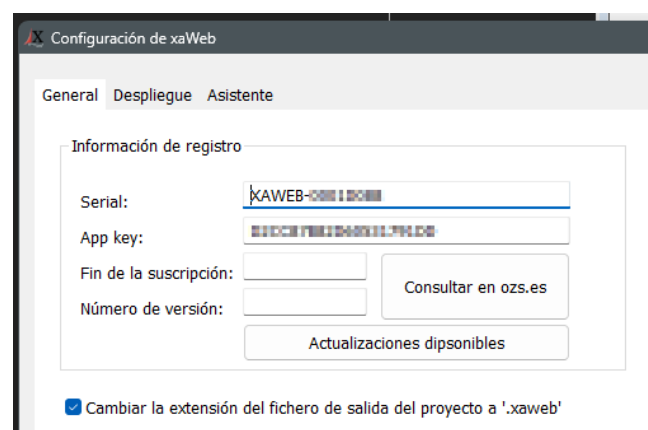 Configuración de xaWeb
General Despliegue Asistente
Información de registro
Serial: XAWEB-
App key:
Fin de la suscripción:
Consultar en ozs.es
Número de versión:
Actualizaciones dipsonibles
Cambiar la extensión del fichero de salida del proyecto a '.xaweb'